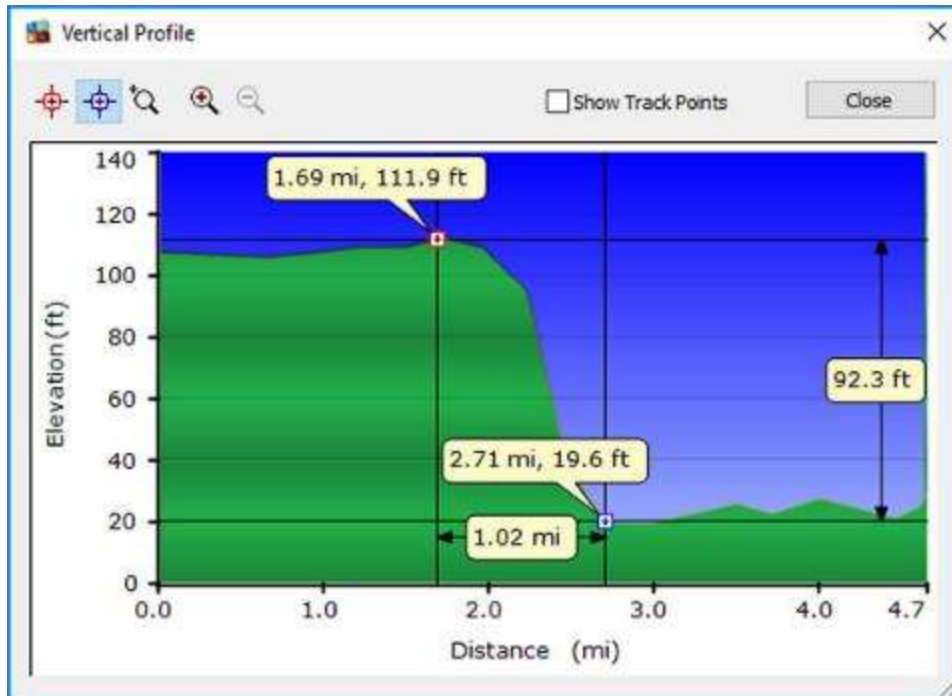 Vertical Profile
Show Track Points
Close
140
120
100
80
60
40
20
0
Elevation (ft)
1.69 mi, 111.9 ft
92.3 ft
2.71 mi, 19.6 ft
1.02 mi
0.0 1.0 2.0 3.0 4.0 4.7
Distance (mi)